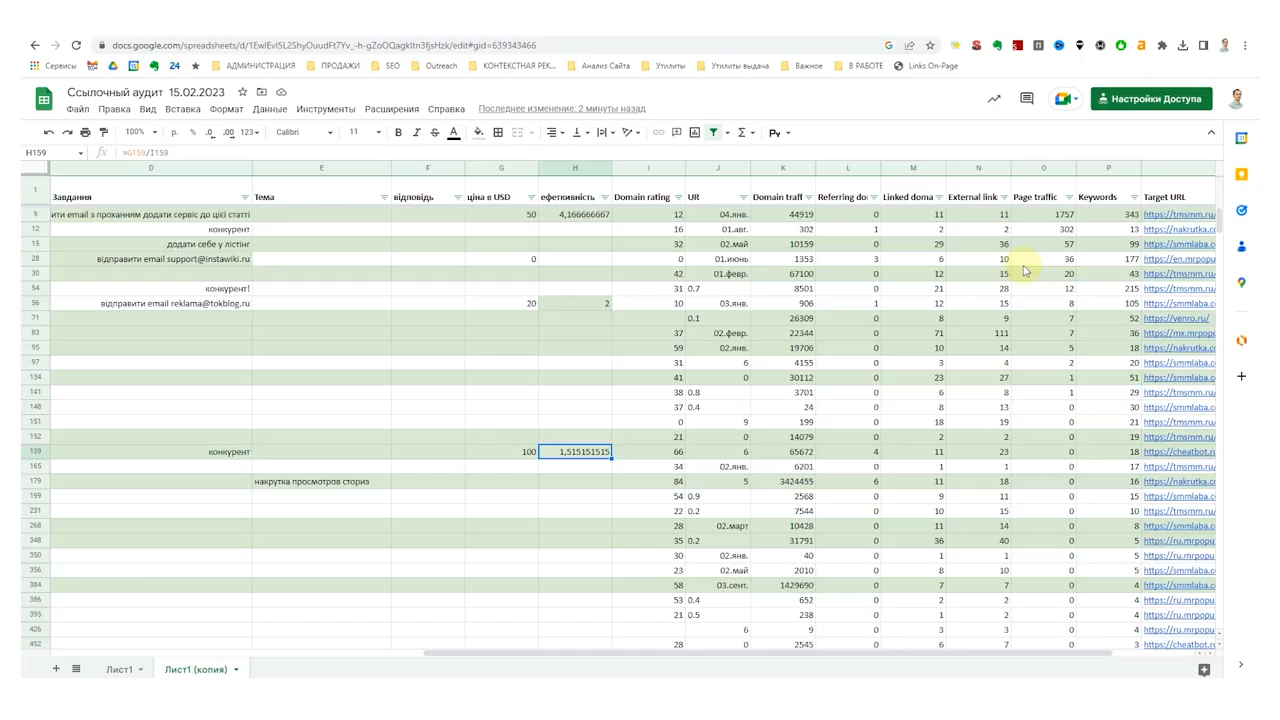 docs.google.com/spreadsheets/d/1EwlEvI5L2ShyOuudFt7Yv_-h-gZoOQagkItn3fjsHzk/edit#gid=639343466
Сервисы 24 АДМИНИСТРАЦИЯ ПРОДАЖИ SEO Outreach КОНТЕКСТНАЯ РЕК... Анализ Сайта Утилиты Утилиты выдача Важное В РАБОТЕ Links On-Page
Ссылочный аудит 15.02.2023
Файл Правка Вид Вставка Формат Данные Инструменты Расширения Справка Последнее изменение: 2 минуты назад
Настройки Доступа
100% р. % .0 .00 123 Calibri 11 B I S A Σ Ру
H159 fx =G159/I159
D E F G H I J K L M N O P
1 Завдання Тема відповідь ціна в USD ефеткивність Domain rating UR Domain traff Referring do Linked doma External link Page traffic Keywords Target URL
9 ити email з проханням додати сервіс до цієї статті 50 4,166666667 12 04.янв. 44919 0 11 11 1757 343 https://tmsmm.ru/
12 конкурент 16 01.авг. 302 1 2 2 302 13 https://nakrutka.c
15 додати себе у лістінг 32 02.май 10159 0 29 36 57 99 https://smmlaba.c
28 відправити email support@instawiki.ru 0 0 01.июнь 1353 3 6 10 36 177 https://en.mrpopu
30 42 01.февр. 67100 0 12 15 20 43 https://tmsmm.ru/
54 конкурент! 31 0.7 8501 0 21 28 12 215 https://tmsmm.ru/
56 відправити email reklama@tokblog.ru 20 2 10 03.янв. 906 1 12 15 8 105 https://smmlaba.c
71 0.1 26309 0 8 9 7 52 https://venro.ru/
83 37 02.февр. 22344 0 71 111 7 36 https://mx.mrpopu
95 59 02.янв. 19706 0 10 14 5 18 https://nakrutka.c
97 31 6 4155 0 3 4 2 20 https://smmlaba.c
134 41 0 30112 0 23 27 1 51 https://smmlaba.c
141 38 0.8 3701 0 6 8 1 29 https://tmsmm.ru/
148 37 0.4 24 0 8 13 0 30 https://smmlaba.c
151 0 9 199 0 18 19 0 21 https://tmsmm.ru/
152 21 0 14079 0 2 2 0 19 https://tmsmm.ru/
159 конкурент 100 1,515151515 66 6 65672 4 11 23 0 18 https://cheatbot.r
165 34 02.янв. 6201 0 1 1 0 17 https://tmsmm.ru/
179 накрутка просмотров сториз 84 5 3424455 6 11 18 0 16 https://nakrutka.c
199 54 0.9 2568 0 9 11 0 15 https://smmlaba.c
231 22 0.2 7544 0 10 15 0 10 https://tmsmm.ru/
268 28 02.март 10428 0 11 14 0 8 https://smmlaba.c
348 35 0.2 31791 0 36 40 0 5 https://ru.mrpopu
350 30 02.янв. 40 0 1 1 0 5 https://ru.mrpopu
356 23 02.май 2010 0 8 10 0 5 https://smmlaba.c
384 58 03.сент. 1429690 0 7 7 0 4 https://smmlaba.c
386 53 0.4 652 0 2 2 0 4 https://ru.mrpopu
395 21 0.5 238 0 1 2 0 4 https://ru.mrpopu
426 6 9 0 3 3 0 4 https://ru.mrpopu
452 28 0 2545 0 6 7 0 3 https://cheatbot.r
Лист1 Лист1 (копия)